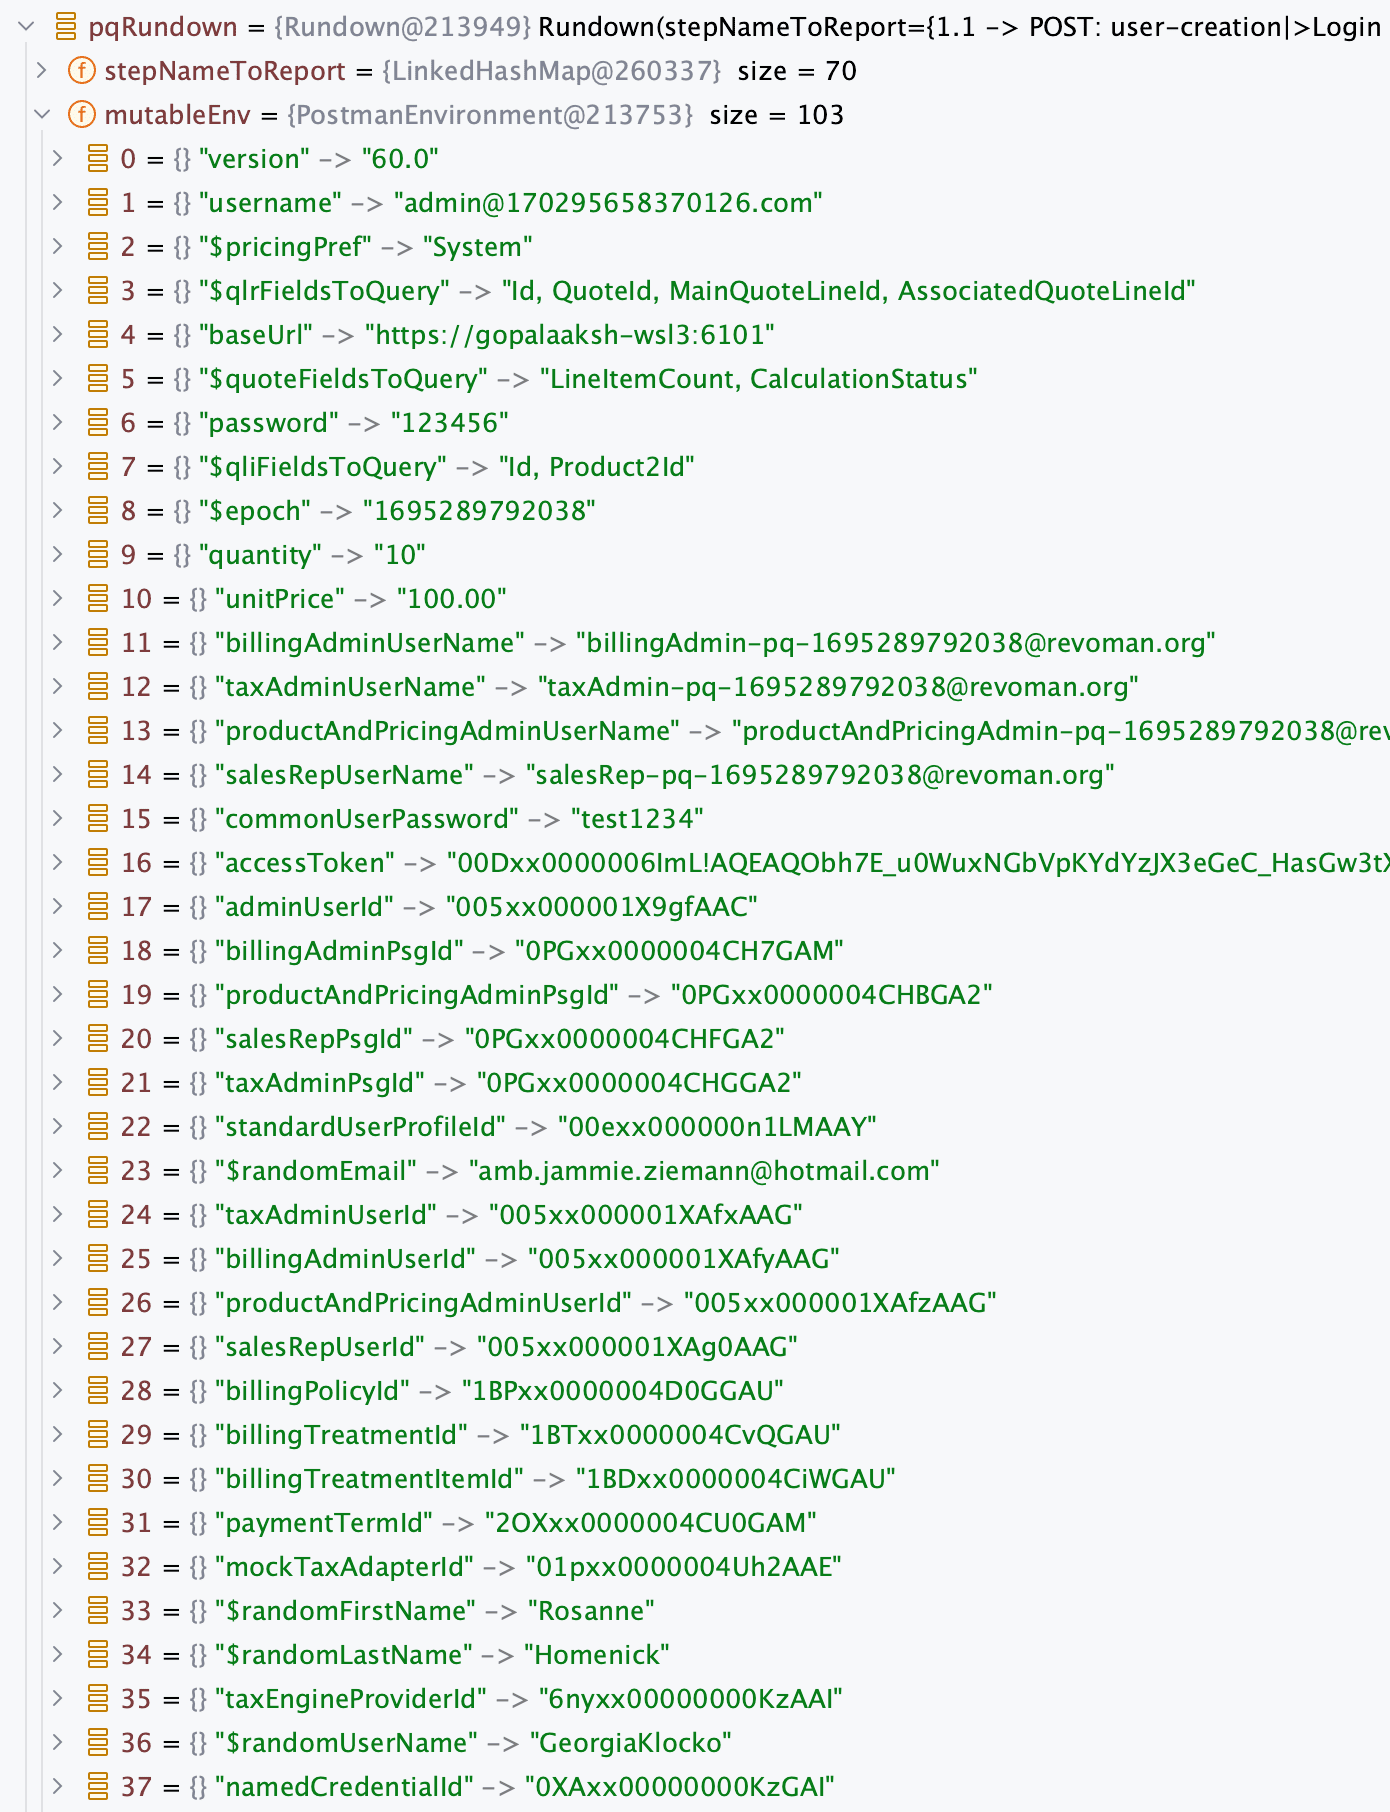 pqRundown = {Rundown@213949} Rundown(stepNameToReport={1.1 -> POST: user-creation|>Login
stepNameToReport = {LinkedHashMap@260337} size = 70
mutableEnv = {PostmanEnvironment@213753} size = 103
0 = {} "version" -> "60.0"
1 = {} "username" -> "admin@170295658370126.com"
2 = {} "$pricingPref" -> "System"
3 = {} "$qlrFieldsToQuery" -> "Id, QuoteId, MainQuoteLineId, AssociatedQuoteLineId"
4 = {} "baseUrl" -> "https://gopalaaksh-wsl3:6101"
5 = {} "$quoteFieldsToQuery" -> "LineItemCount, CalculationStatus"
6 = {} "password" -> "123456"
7 = {} "$qliFieldsToQuery" -> "Id, Product2Id"
8 = {} "$epoch" -> "1695289792038"
9 = {} "quantity" -> "10"
10 = {} "unitPrice" -> "100.00"
11 = {} "billingAdminUserName" -> "billingAdmin-pq-1695289792038@revoman.org"
12 = {} "taxAdminUserName" -> "taxAdmin-pq-1695289792038@revoman.org"
13 = {} "productAndPricingAdminUserName" -> "productAndPricingAdmin-pq-1695289792038@rev
14 = {} "salesRepUserName" -> "salesRep-pq-1695289792038@revoman.org"
15 = {} "commonUserPassword" -> "test1234"
16 = {} "accessToken" -> "00Dxx0000006ImL!AQEAQObh7E_u0WuxNGbVpKYdYzJX3eGeC_HasGw3tX
17 = {} "adminUserId" -> "005xx000001X9gfAAC"
18 = {} "billingAdminPsgId" -> "0PGxx0000004CH7GAM"
19 = {} "productAndPricingAdminPsgId" -> "0PGxx0000004CHBGA2"
20 = {} "salesRepPsgId" -> "0PGxx0000004CHFGA2"
21 = {} "taxAdminPsgId" -> "0PGxx0000004CHGGA2"
22 = {} "standardUserProfileId" -> "00exx000000n1LMAAY"
23 = {} "$randomEmail" -> "amb.jammie.ziemann@hotmail.com"
24 = {} "taxAdminUserId" -> "005xx000001XAfxAAG"
25 = {} "billingAdminUserId" -> "005xx000001XAfyAAG"
26 = {} "productAndPricingAdminUserId" -> "005xx000001XAfzAAG"
27 = {} "salesRepUserId" -> "005xx000001XAg0AAG"
28 = {} "billingPolicyId" -> "1BPxx0000004D0GGAU"
29 = {} "billingTreatmentId" -> "1BTxx0000004CvQGAU"
30 = {} "billingTreatmentItemId" -> "1BDxx0000004CiWGAU"
31 = {} "paymentTermId" -> "2OXxx0000004CU0GAM"
32 = {} "mockTaxAdapterId" -> "01pxx0000004Uh2AAE"
33 = {} "$randomFirstName" -> "Rosanne"
34 = {} "$randomLastName" -> "Homenick"
35 = {} "taxEngineProviderId" -> "6nyxx00000000KzAAI"
36 = {} "$randomUserName" -> "GeorgiaKlocko"
37 = {} "namedCredentialId" -> "0XAxx00000000KzGAI"